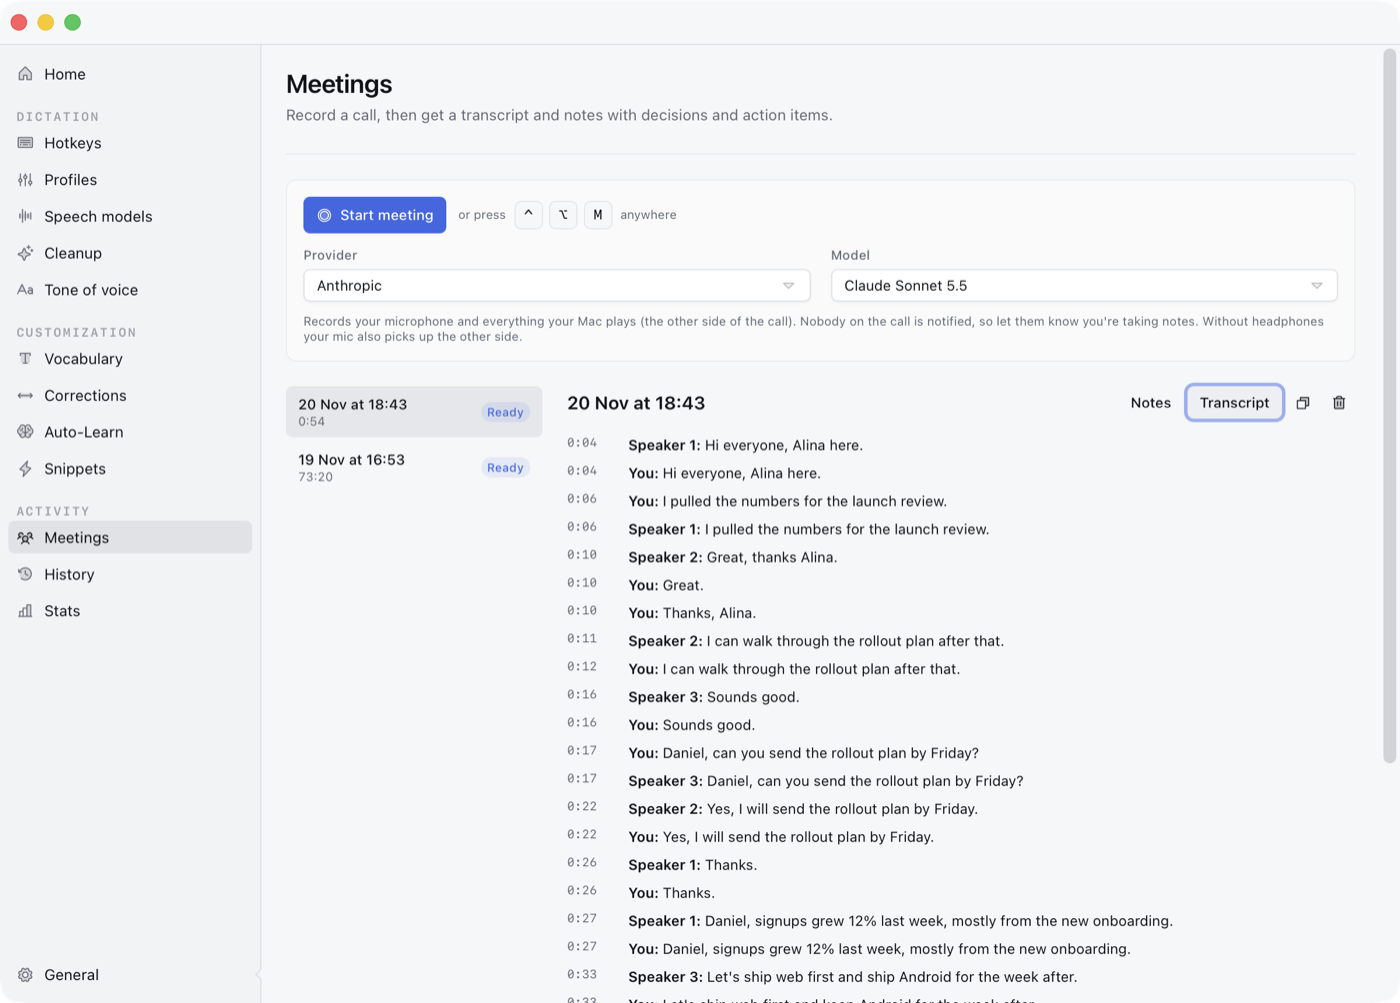 Home
DICTATION
Hotkeys
Profiles
Speech models
Cleanup
Aa Tone of voice
CUSTOMIZATION
Vocabulary
Corrections
Auto-Learn
Snippets
ACTIVITY
Meetings
History
Stats
General
Meetings
Record a call, then get a transcript and notes with decisions and action items.
Start meeting or press ^ ⌥ M anywhere
Provider
Anthropic
Model
Claude Sonnet 5.5
Records your microphone and everything your Mac plays (the other side of the call). Nobody on the call is notified, so let them know you're taking notes. Without headphones
your mic also picks up the other side.
20 Nov at 18:43
0:54
Ready
19 Nov at 16:53
73:20
Ready
20 Nov at 18:43
Notes Transcript
0:04 Speaker 1: Hi everyone, Alina here.
0:04 You: Hi everyone, Alina here.
0:06 You: I pulled the numbers for the launch review.
0:06 Speaker 1: I pulled the numbers for the launch review.
0:10 Speaker 2: Great, thanks Alina.
0:10 You: Great.
0:10 You: Thanks, Alina.
0:11 Speaker 2: I can walk through the rollout plan after that.
0:12 You: I can walk through the rollout plan after that.
0:16 Speaker 3: Sounds good.
0:16 You: Sounds good.
0:17 You: Daniel, can you send the rollout plan by Friday?
0:17 Speaker 3: Daniel, can you send the rollout plan by Friday?
0:22 Speaker 2: Yes, I will send the rollout plan by Friday.
0:22 You: Yes, I will send the rollout plan by Friday.
0:26 Speaker 1: Thanks.
0:26 You: Thanks.
0:27 Speaker 1: Daniel, signups grew 12% last week, mostly from the new onboarding.
0:27 You: Daniel, signups grew 12% last week, mostly from the new onboarding.
0:33 Speaker 3: Let's ship web first and ship Android for the week after.
0:33 You: Let's ship web first and keep Android for the week after.